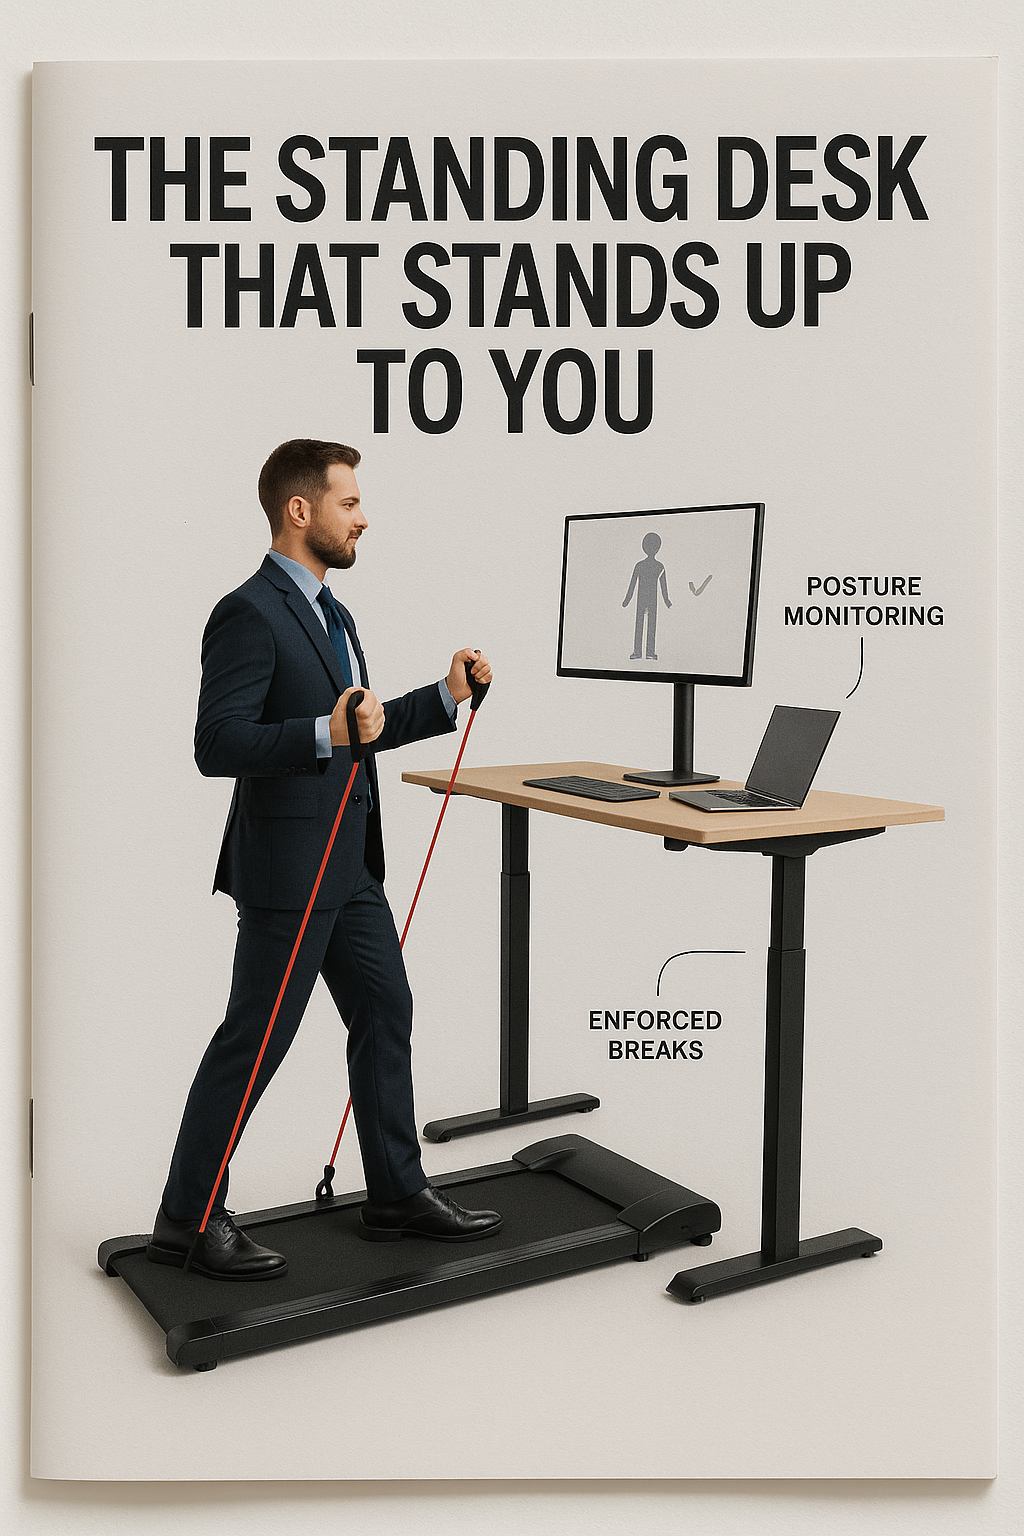 THE STANDING DESK
THAT STANDS UP
TO YOU
POSTURE
MONITORING
ENFORCED
BREAKS